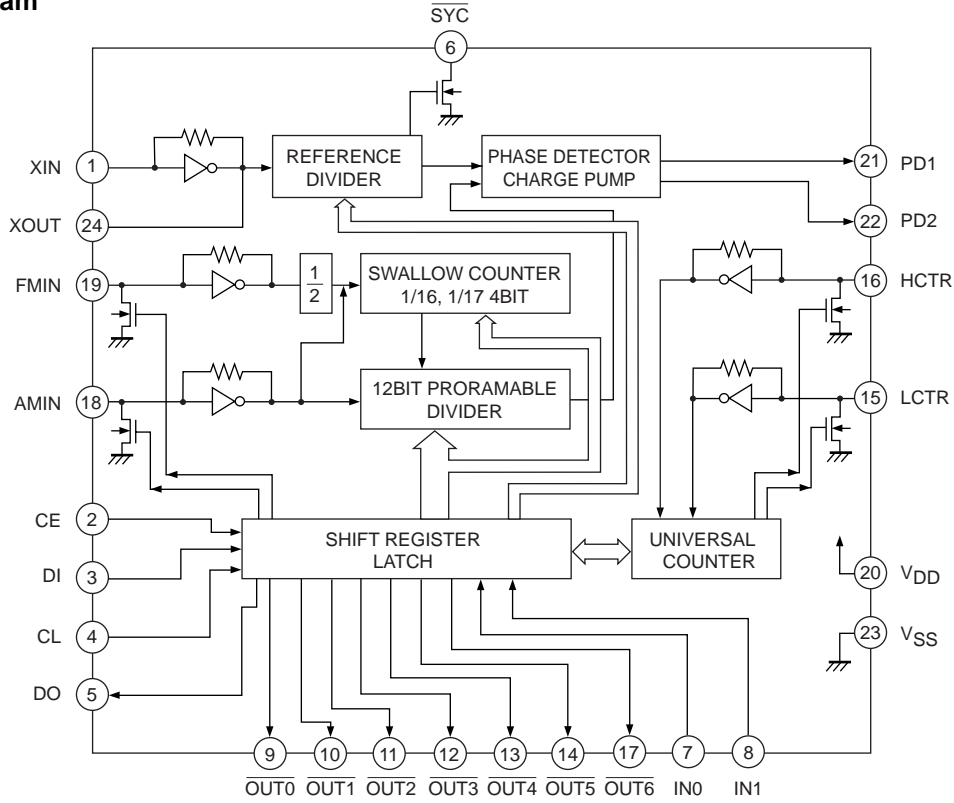 am
SYC
6
XIN
1
REFERENCE
DIVIDER
PHASE DETECTOR
CHARGE PUMP
21
PD1
XOUT
24
22
PD2
FMIN
19
1
2
SWALLOW COUNTER
1/16, 1/17 4BIT
16
HCTR
AMIN
18
12BIT PRORAMABLE
DIVIDER
15
LCTR
CE
2
SHIFT REGISTER
LATCH
UNIVERSAL
COUNTER
DI
3
20
VDD
CL
4
23
VSS
DO
5
9
10
11
12
13
14
17
7
8
OUT0
OUT1
OUT2
OUT3
OUT4
OUT5
OUT6
IN0
IN1